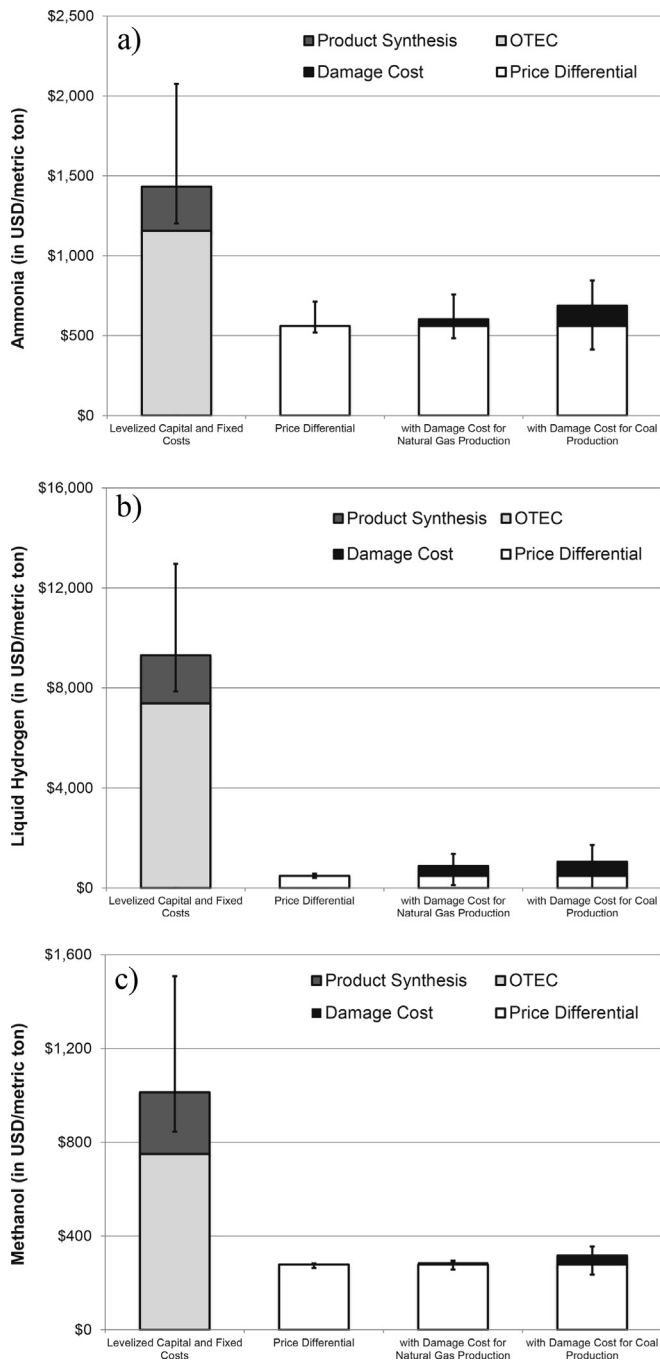 a)
Product Synthesis
OTEC
Damage Cost
Price Differential
Ammonia (in USD/metric ton)
$2,500
$2,000
$1,500
$1,000
$500
$0
Levelized Capital and Fixed
Costs
Price Differential
with Damage Cost for
Natural Gas Production
with Damage Cost for Coal
Production
b)
Product Synthesis
OTEC
Damage Cost
Price Differential
Liquid Hydrogen (in USD/metric ton)
$16,000
$12,000
$8,000
$4,000
$0
Levelized Capital and Fixed
Costs
Price Differential
with Damage Cost for
Natural Gas Production
with Damage Cost for Coal
Production
c)
Product Synthesis
OTEC
Damage Cost
Price Differential
Methanol (in USD/metric ton)
$1,600
$1,200
$800
$400
$0
Levelized Capital and Fixed
Costs
Price Differential
with Damage Cost for
Natural Gas Production
with Damage Cost for Coal
Production